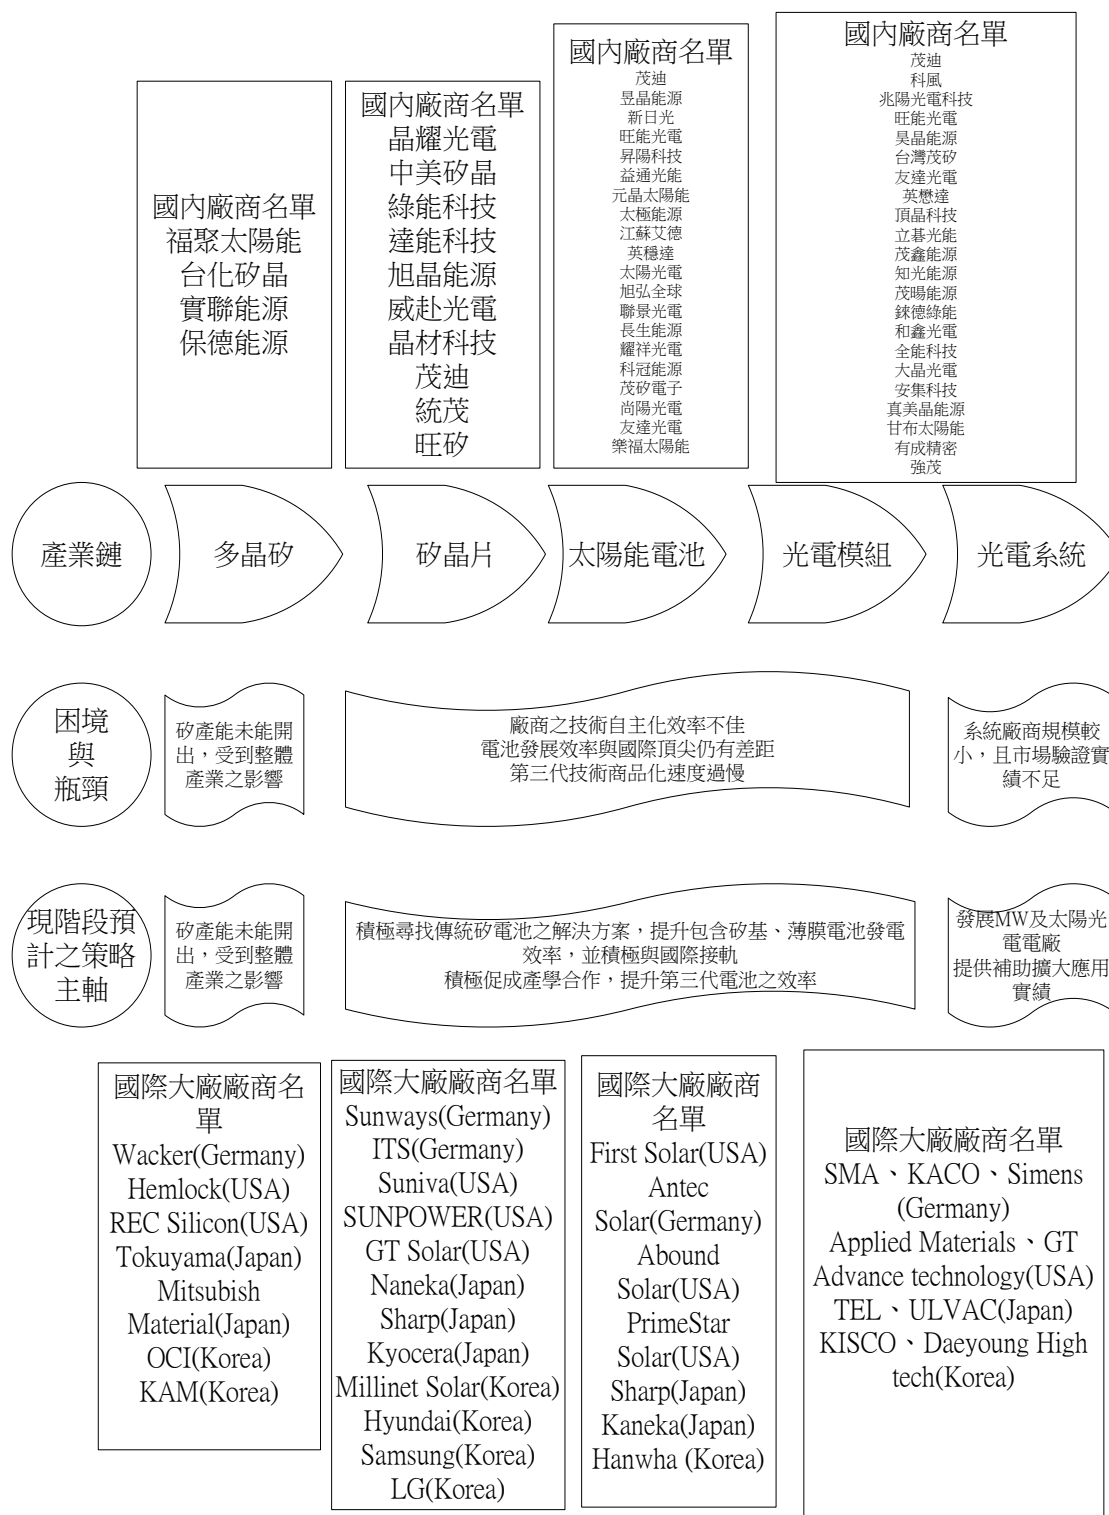 國內廠商名單
福聚太陽能
台化矽晶
實聯能源
保德能源
國內廠商名單
晶耀光電
中美矽晶
綠能科技
達能科技
旭晶能源
威赴光電
晶材科技
茂迪
統茂
旺矽
國內廠商名單
茂迪
昱晶能源
新日光
旺能光電
昇陽科技
益通光能
元晶太陽能
太極能源
江蘇艾德
英穩達
太陽光電
旭弘全球
聯景光電
長生能源
耀祥光電
科冠能源
茂矽電子
尚陽光電
友達光電
樂福太陽能
國內廠商名單
茂迪
科風
兆陽光電科技
旺能光電
昊晶能源
台灣茂矽
友達光電
英懋達
頂晶科技
立碁光能
茂鑫能源
知光能源
茂暘能源
錸德綠能
和鑫光電
全能科技
大晶光電
安集科技
真美晶能源
甘布太陽能
有成精密
強茂
產業鏈
多晶矽
矽晶片
太陽能電池
光電模組
光電系統
困境
與
瓶頸
矽產能未能開
出，受到整體
產業之影響
廠商之技術自主化效率不佳
電池發展效率與國際頂尖仍有差距
第三代技術商品化速度過慢
系統廠商規模較
小，且市場驗證實
績不足
現階段預
計之策略
主軸
矽產能未能開
出，受到整體
產業之影響
積極尋找傳統矽電池之解決方案，提升包含矽基、薄膜電池發電
效率，並積極與國際接軌
積極促成產學合作，提升第三代電池之效率
發展MW及太陽光
電電廠
提供補助擴大應用
實績
國際大廠廠商名
單
Wacker(Germany)
Hemlock(USA)
REC Silicon(USA)
Tokuyama(Japan)
Mitsubish
Material(Japan)
OCI(Korea)
KAM(Korea)
國際大廠廠商名單
Sunways(Germany)
ITS(Germany)
Suniva(USA)
SUNPOWER(USA)
GT Solar(USA)
Naneka(Japan)
Sharp(Japan)
Kyocera(Japan)
Millinet Solar(Korea)
Hyundai(Korea)
Samsung(Korea)
LG(Korea)
國際大廠廠商
名單
First Solar(USA)
Antec
Solar(Germany)
Abound
Solar(USA)
PrimeStar
Solar(USA)
Sharp(Japan)
Kaneka(Japan)
Hanwha (Korea)
國際大廠廠商名單
SMA、KACO、Simens
(Germany)
Applied Materials、GT
Advance technology(USA)
TEL、ULVAC(Japan)
KISCO、Daeyoung High
tech(Korea)